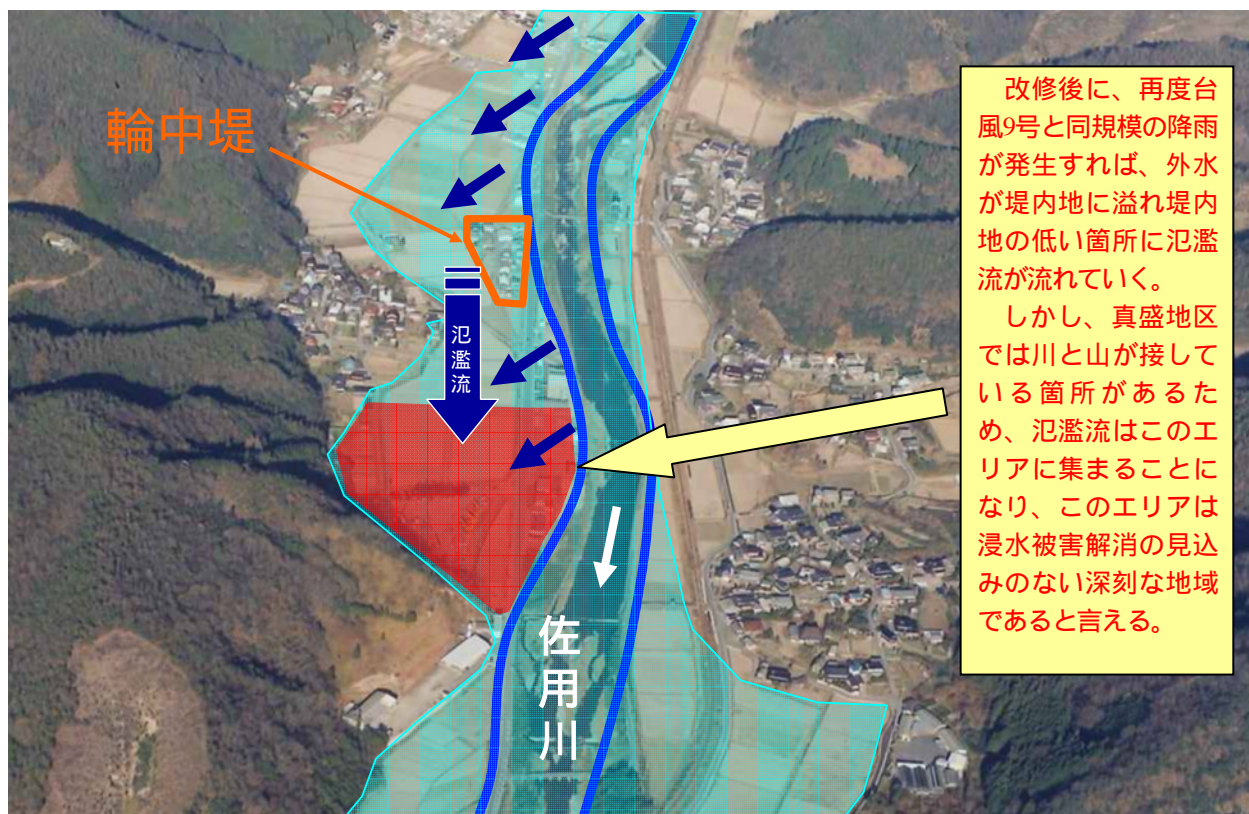 輪中堤
氾濫流
佐用川
　改修後に、再度台
風9号と同規模の降雨
が発生すれば、外水
が堤内地に溢れ堤内
地の低い箇所に氾濫
流が流れていく。
　しかし、真盛地区
では川と山が接して
いる箇所があるた
め、氾濫流はこのエ
リアに集まることに
なり、このエリアは
浸水被害解消の見込
みのない深刻な地域
であると言える。